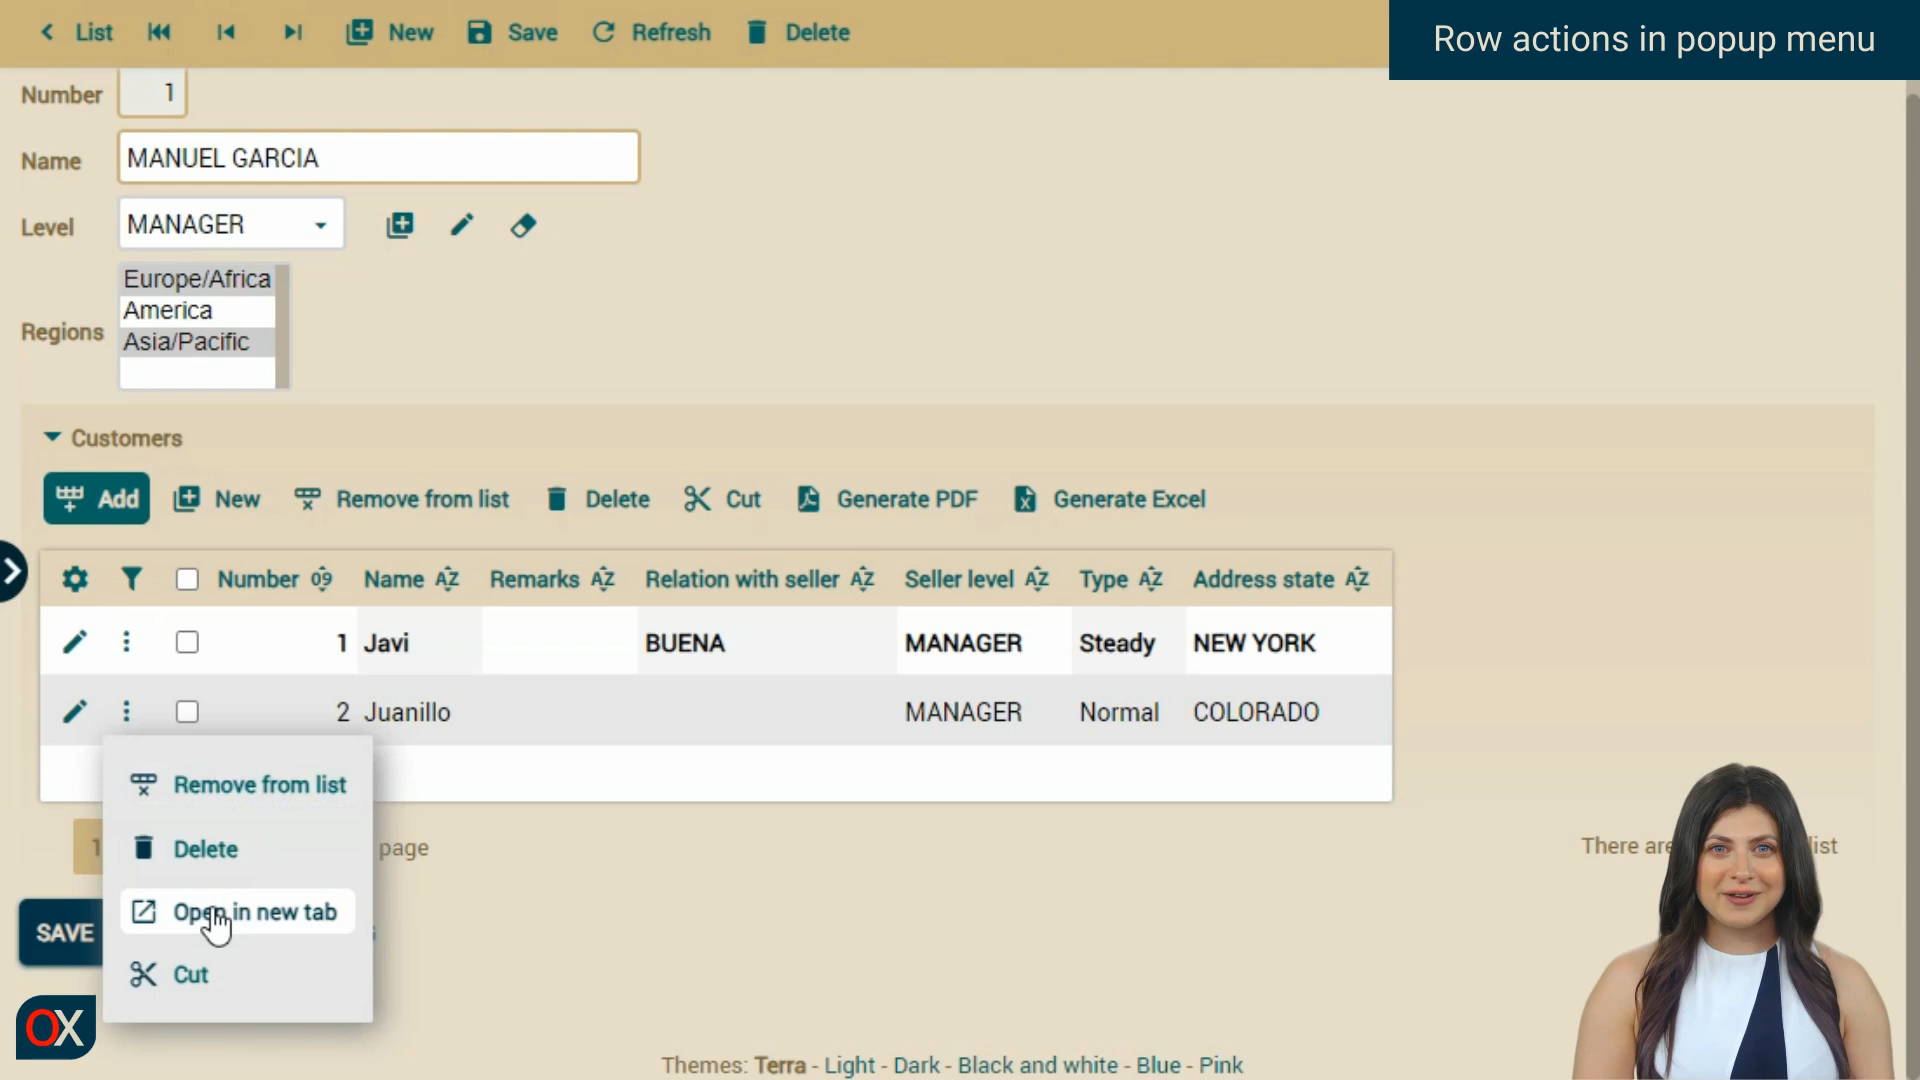 List New Save Refresh Delete
Row actions in popup menu
Number 1
Name MANUEL GARCIA
Level MANAGER
Regions
Europe/Africa
America
Asia/Pacific
Customers
Add New Remove from list Delete Cut Generate PDF Generate Excel
Number Name Remarks Relation with seller Seller level Type Address state
1 Javi BUENA MANAGER Steady NEW YORK
2 Juanillo MANAGER Normal COLORADO
Remove from list
Delete
Open in new tab
Cut
1 page
There are list
SAVE
OX
Themes: Terra - Light - Dark - Black and white - Blue - Pink